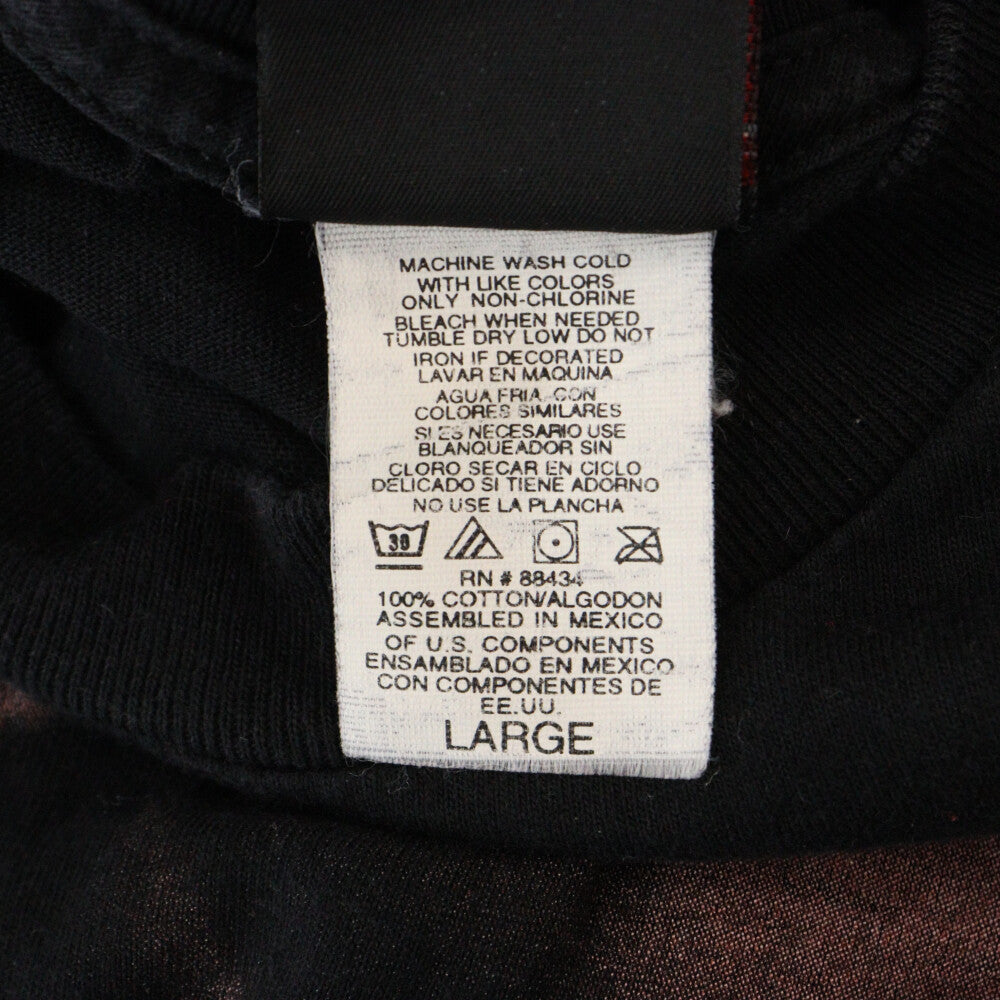 MACHINE WASH COLD
WITH LIKE COLORS
ONLY NON-CHLORINE
BLEACH WHEN NEEDED
TUMBLE DRY LOW DO NOT
IRON IF DECORATED
LAVAR EN MAQUINA
AGUA FRIA CON
COLORES SIMILARES
SI ES NECESARIO USE
BLANQUEADOR SIN
CLORO SECAR EN CICLO
DELICADO SI TIENE ADORNO
NO USE LA PLANCHA
30
RN # 88434
100% COTTON/ALGODON
ASSEMBLED IN MEXICO
OF U.S. COMPONENTS
ENSAMBLADO EN MEXICO
CON COMPONENTES DE
EE.UU.
LARGE